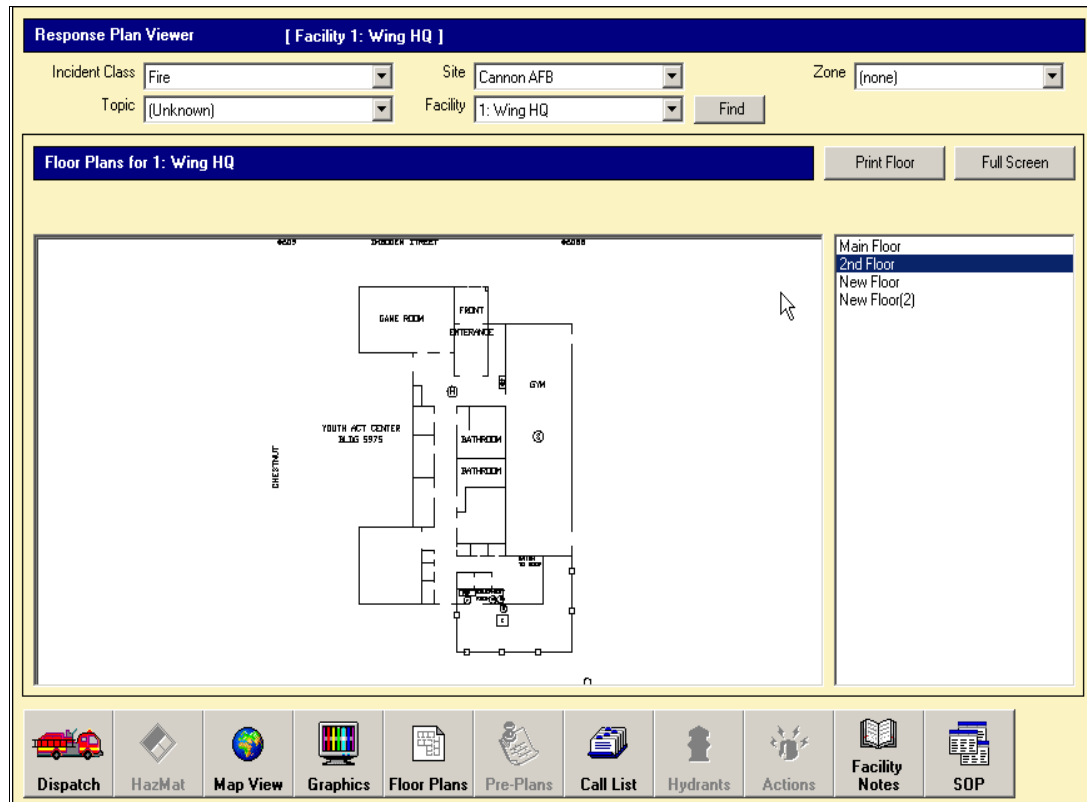 Response Plan Viewer [ Facility 1: Wing HQ ]
Incident Class Fire Site Cannon AFB Zone (none)
Topic (Unknown) Facility 1: Wing HQ Find
Floor Plans for 1: Wing HQ Print Floor Full Screen
Main Floor
2nd Floor
New Floor
New Floor(2)
GAME ROOM
FRONT
ENTRANCE
GYM
YOUTH ACT CENTER
BLDG 5975
CHESTNUT
BATHROOM
BATHROOM
Dispatch HazMat Map View Graphics Floor Plans Pre-Plans Call List Hydrants Actions Facility Notes SOP